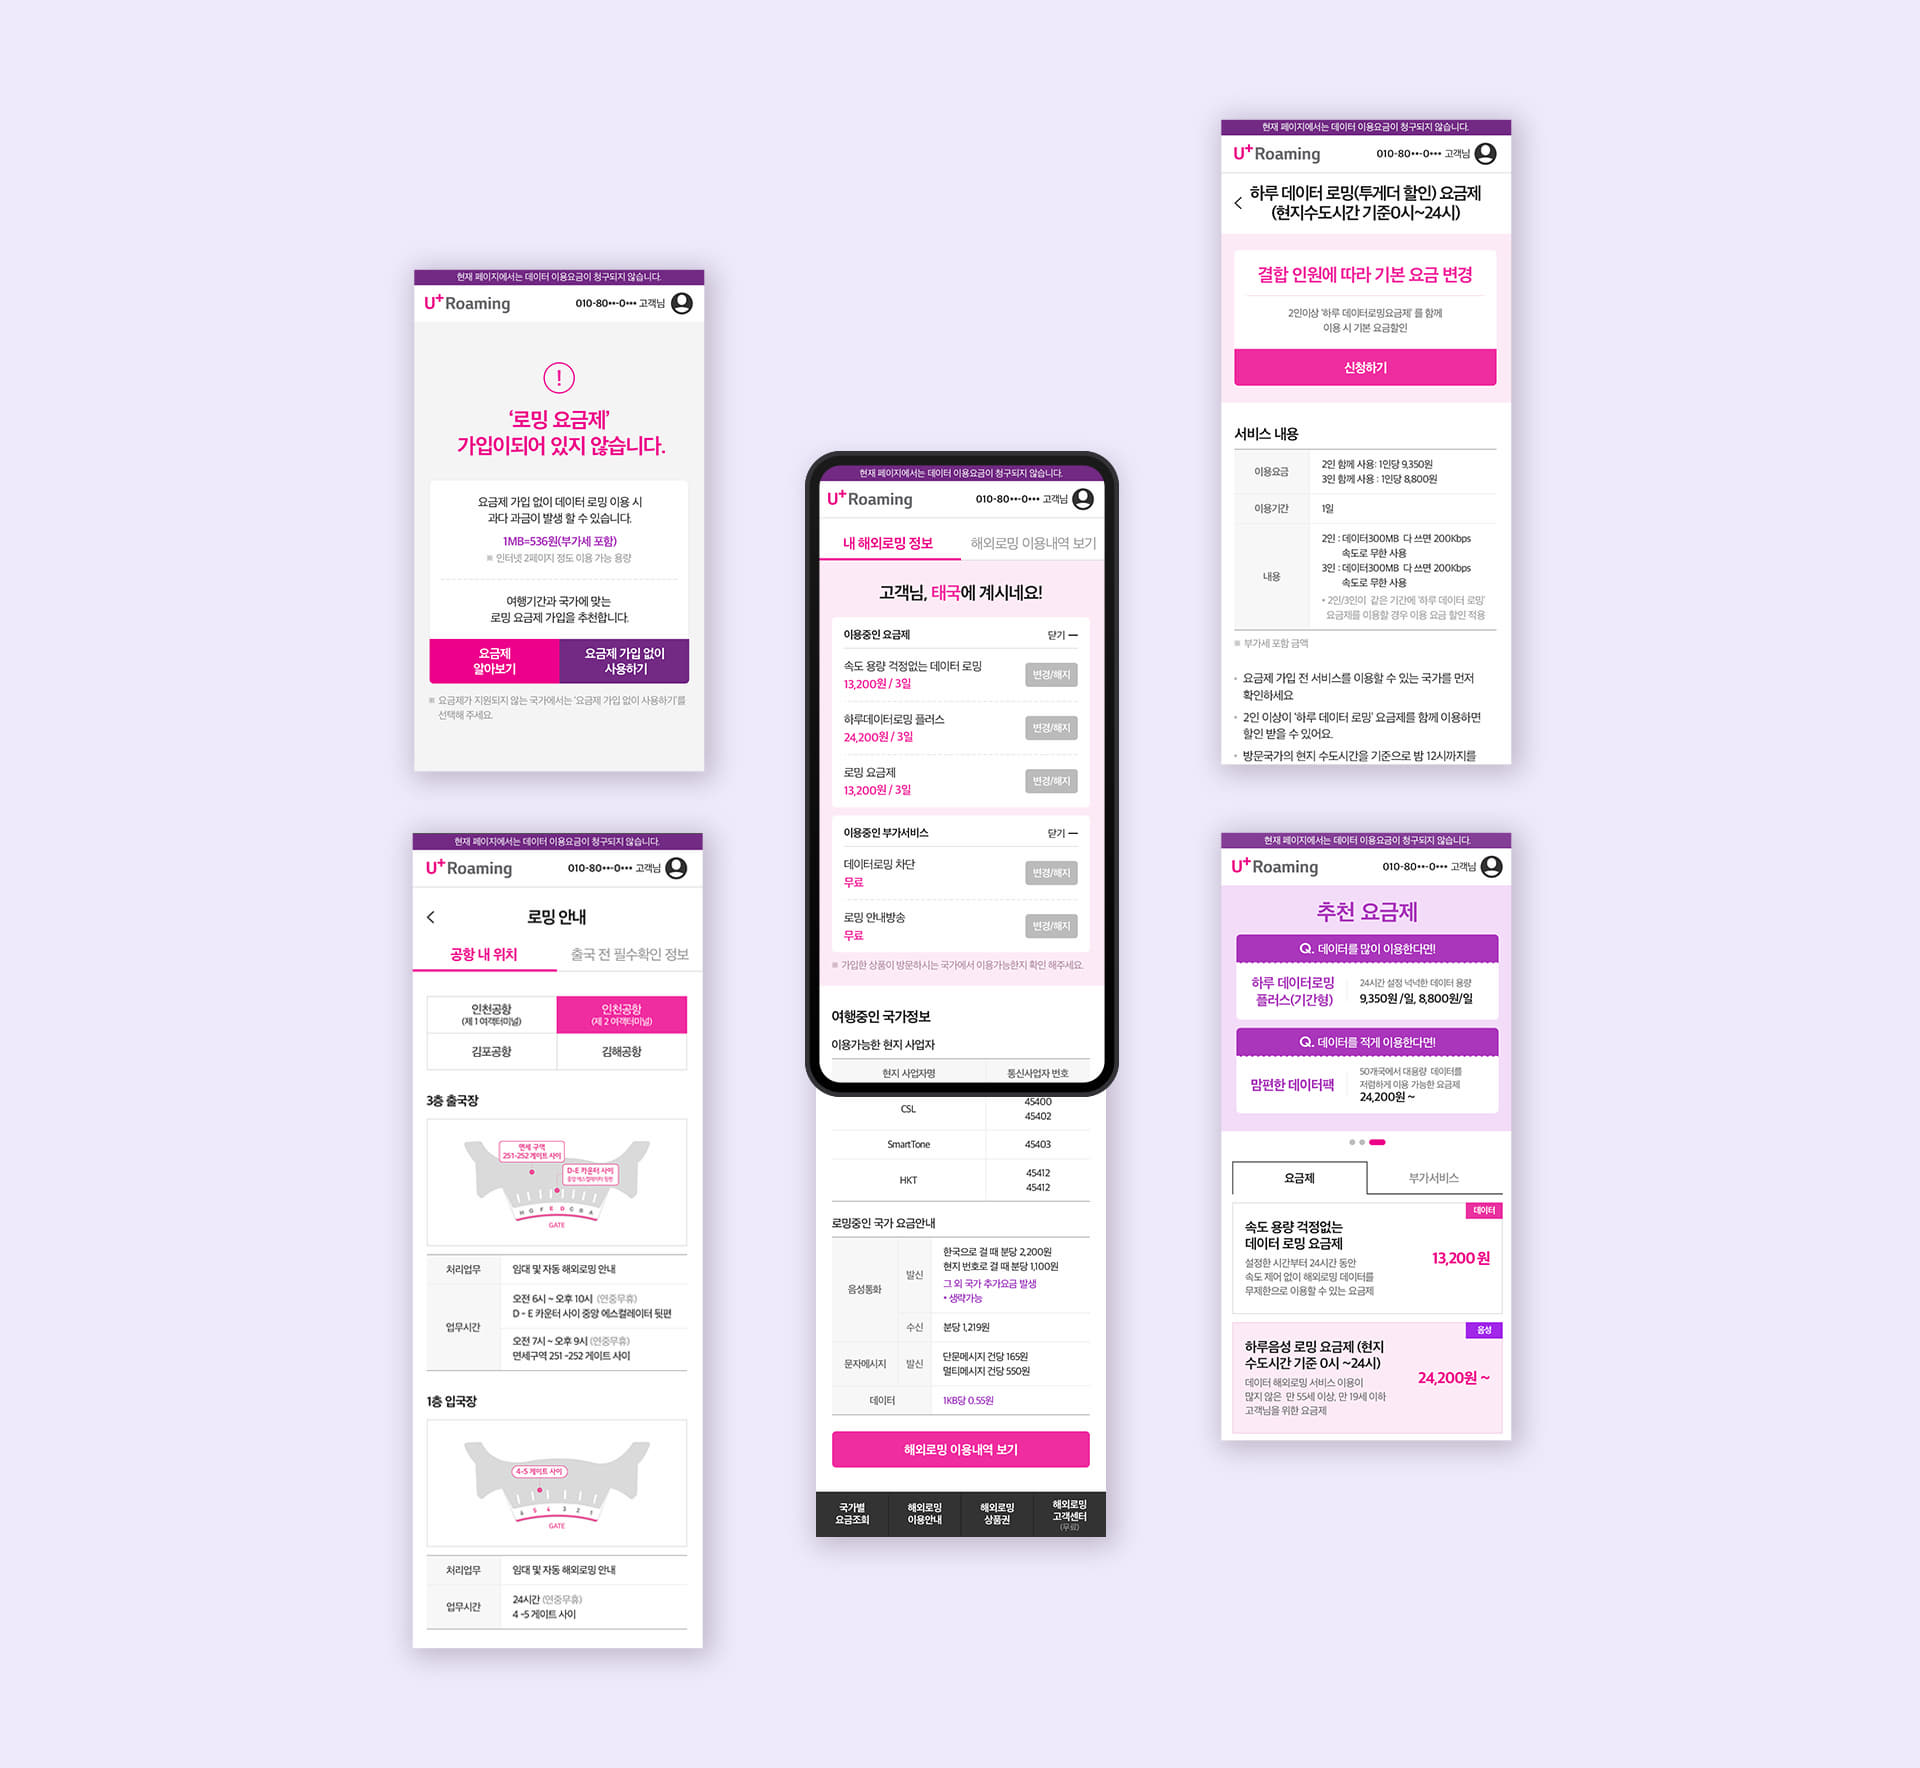 현재 페이지에서는 데이터 이용요금이 청구되지 않습니다.
U+ Roaming
010-80••-0••• 고객님
!
‘로밍 요금제’
가입이되어 있지 않습니다.
요금제 가입 없이 데이터 로밍 이용 시
과다 과금이 발생 할 수 있습니다.
1MB=536원(부가세 포함)
※ 인터넷 2페이지 정도 이용 가능 용량
여행기간과 국가에 맞는
로밍 요금제 가입을 추천합니다.
요금제
알아보기
요금제 가입 없이
사용하기
※ 요금제가 지원되지 않는 국가에서는 '요금제 가입 없이 사용하기'를
선택해 주세요.
현재 페이지에서는 데이터 이용요금이 청구되지 않습니다.
U+ Roaming
010-80••-0••• 고객님
로밍 안내
공항 내 위치
출국 전 필수확인 정보
인천공항
(제 1 여객터미널)
인천공항
(제 2 여객터미널)
김포공항
김해공항
3층 출국장
면세 구역
251-252 게이트 사이
D-E 카운터 사이
중앙 에스컬레이터 뒷편
H G F E D C B A
GATE
처리업무
임대 및 자동 해외로밍 안내
업무시간
오전 6시 ~ 오후 10시 (연중무휴)
D - E 카운터 사이 중앙 에스컬레이터 뒷편
오전 7시 ~ 오후 9시 (연중무휴)
면세구역 251 -252 게이트 사이
1층 입국장
4-5 게이트 사이
6 5 4 3 2 1
GATE
처리업무
임대 및 자동 해외로밍 안내
업무시간
24시간 (연중무휴)
4 -5 게이트 사이
현재 페이지에서는 데이터 이용요금이 청구되지 않습니다.
U+ Roaming
010-80••-0••• 고객님
내 해외로밍 정보
해외로밍 이용내역 보기
고객님, 태국에 계시네요!
이용중인 요금제
닫기
속도 용량 걱정없는 데이터 로밍
13,200원 / 3일
변경/해지
하루데이터로밍 플러스
24,200원 / 3일
변경/해지
로밍 요금제
13,200원 / 3일
변경/해지
이용중인 부가서비스
닫기
데이터로밍 차단
무료
변경/해지
로밍 안내방송
무료
변경/해지
※ 가입한 상품이 방문하시는 국가에서 이용가능한지 확인 해주세요.
여행중인 국가정보
이용가능한 현지 사업자
현지 사업자명
통신사업자 번호
CSL
45400
45402
SmarTone
45403
HKT
45412
45412
로밍중인 국가 요금안내
음성통화
발신
한국으로 걸 때 분당 2,200원
현지 번호로 걸 때 분당 1,100원
그 외 국가 추가요금 발생
• 생략가능
수신
분당 1,219원
문자메시지
발신
단문메시지 건당 165원
멀티메시지 건당 550원
데이터
1KB당 0.55원
해외로밍 이용내역 보기
국가별
요금조회
해외로밍
이용안내
해외로밍
상품권
해외로밍
고객센터
(무료)
현재 페이지에서는 데이터 이용요금이 청구되지 않습니다.
U+ Roaming
010-80••-0••• 고객님
하루 데이터 로밍(투게더 할인) 요금제
(현지수도시간 기준0시~24시)
결합 인원에 따라 기본 요금 변경
2인이상 '하루 데이터로밍요금제' 를 함께
이용 시 기본 요금할인
신청하기
서비스 내용
이용요금
2인 함께 사용: 1인당 9,350원
3인 함께 사용 : 1인당 8,800원
이용기간
1일
내용
2인 : 데이터300MB 다 쓰면 200Kbps
속도로 무한 사용
3인 : 데이터300MB 다 쓰면 200Kbps
속도로 무한 사용
• 2인/3인이 같은 기간에 '하루 데이터 로밍'
요금제를 이용할 경우 이용 요금 할인 적용
※ 부가세 포함 금액
• 요금제 가입 전 서비스를 이용할 수 있는 국가를 먼저
확인하세요
• 2인 이상이 '하루 데이터 로밍' 요금제를 함께 이용하면
할인 받을 수 있어요.
• 방문국가의 현지 수도시간을 기준으로 밤 12시까지를
현재 페이지에서는 데이터 이용요금이 청구되지 않습니다.
U+ Roaming
010-80••-0••• 고객님
추천 요금제
Q. 데이터를 많이 이용한다면!
하루 데이터로밍
플러스(기간형)
24시간 설정 넉넉한 데이터 용량
9,350원 /일, 8,800원/일
Q. 데이터를 적게 이용한다면!
맘편한 데이터팩
50개국에서 대용량 데이터를
저렴하게 이용 가능한 요금제
24,200원 ~
요금제
부가서비스
데이터
속도 용량 걱정없는
데이터 로밍 요금제
설정한 시간부터 24시간 동안
속도 제어 없이 해외로밍 데이터를
무제한으로 이용할 수 있는 요금제
13,200 원
음성
하루음성 로밍 요금제 (현지
수도시간 기준 0시 ~24시)
데이터 해외로밍 서비스 이용이
많지 않은 만 55세 이상, 만 19세 이하
고객님을 위한 요금제
24,200원 ~